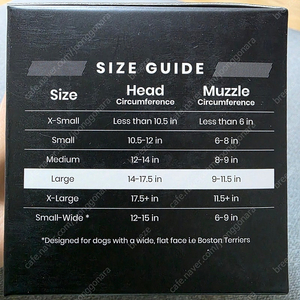 SIZE GUIDE
Size Head Circumference Muzzle Circumference
X-Small Less than 10.5 in Less than 6 in
Small 10.5-12 in 6-8 in
Medium 12-14 in 8-9 in
Large 14-17.5 in 9-11.5 in
X-Large 17.5+ in 11.5+ in
Small-Wide * 12-15 in 6-9 in
*Designed for dogs with a wide, flat face i.e Boston Terriers